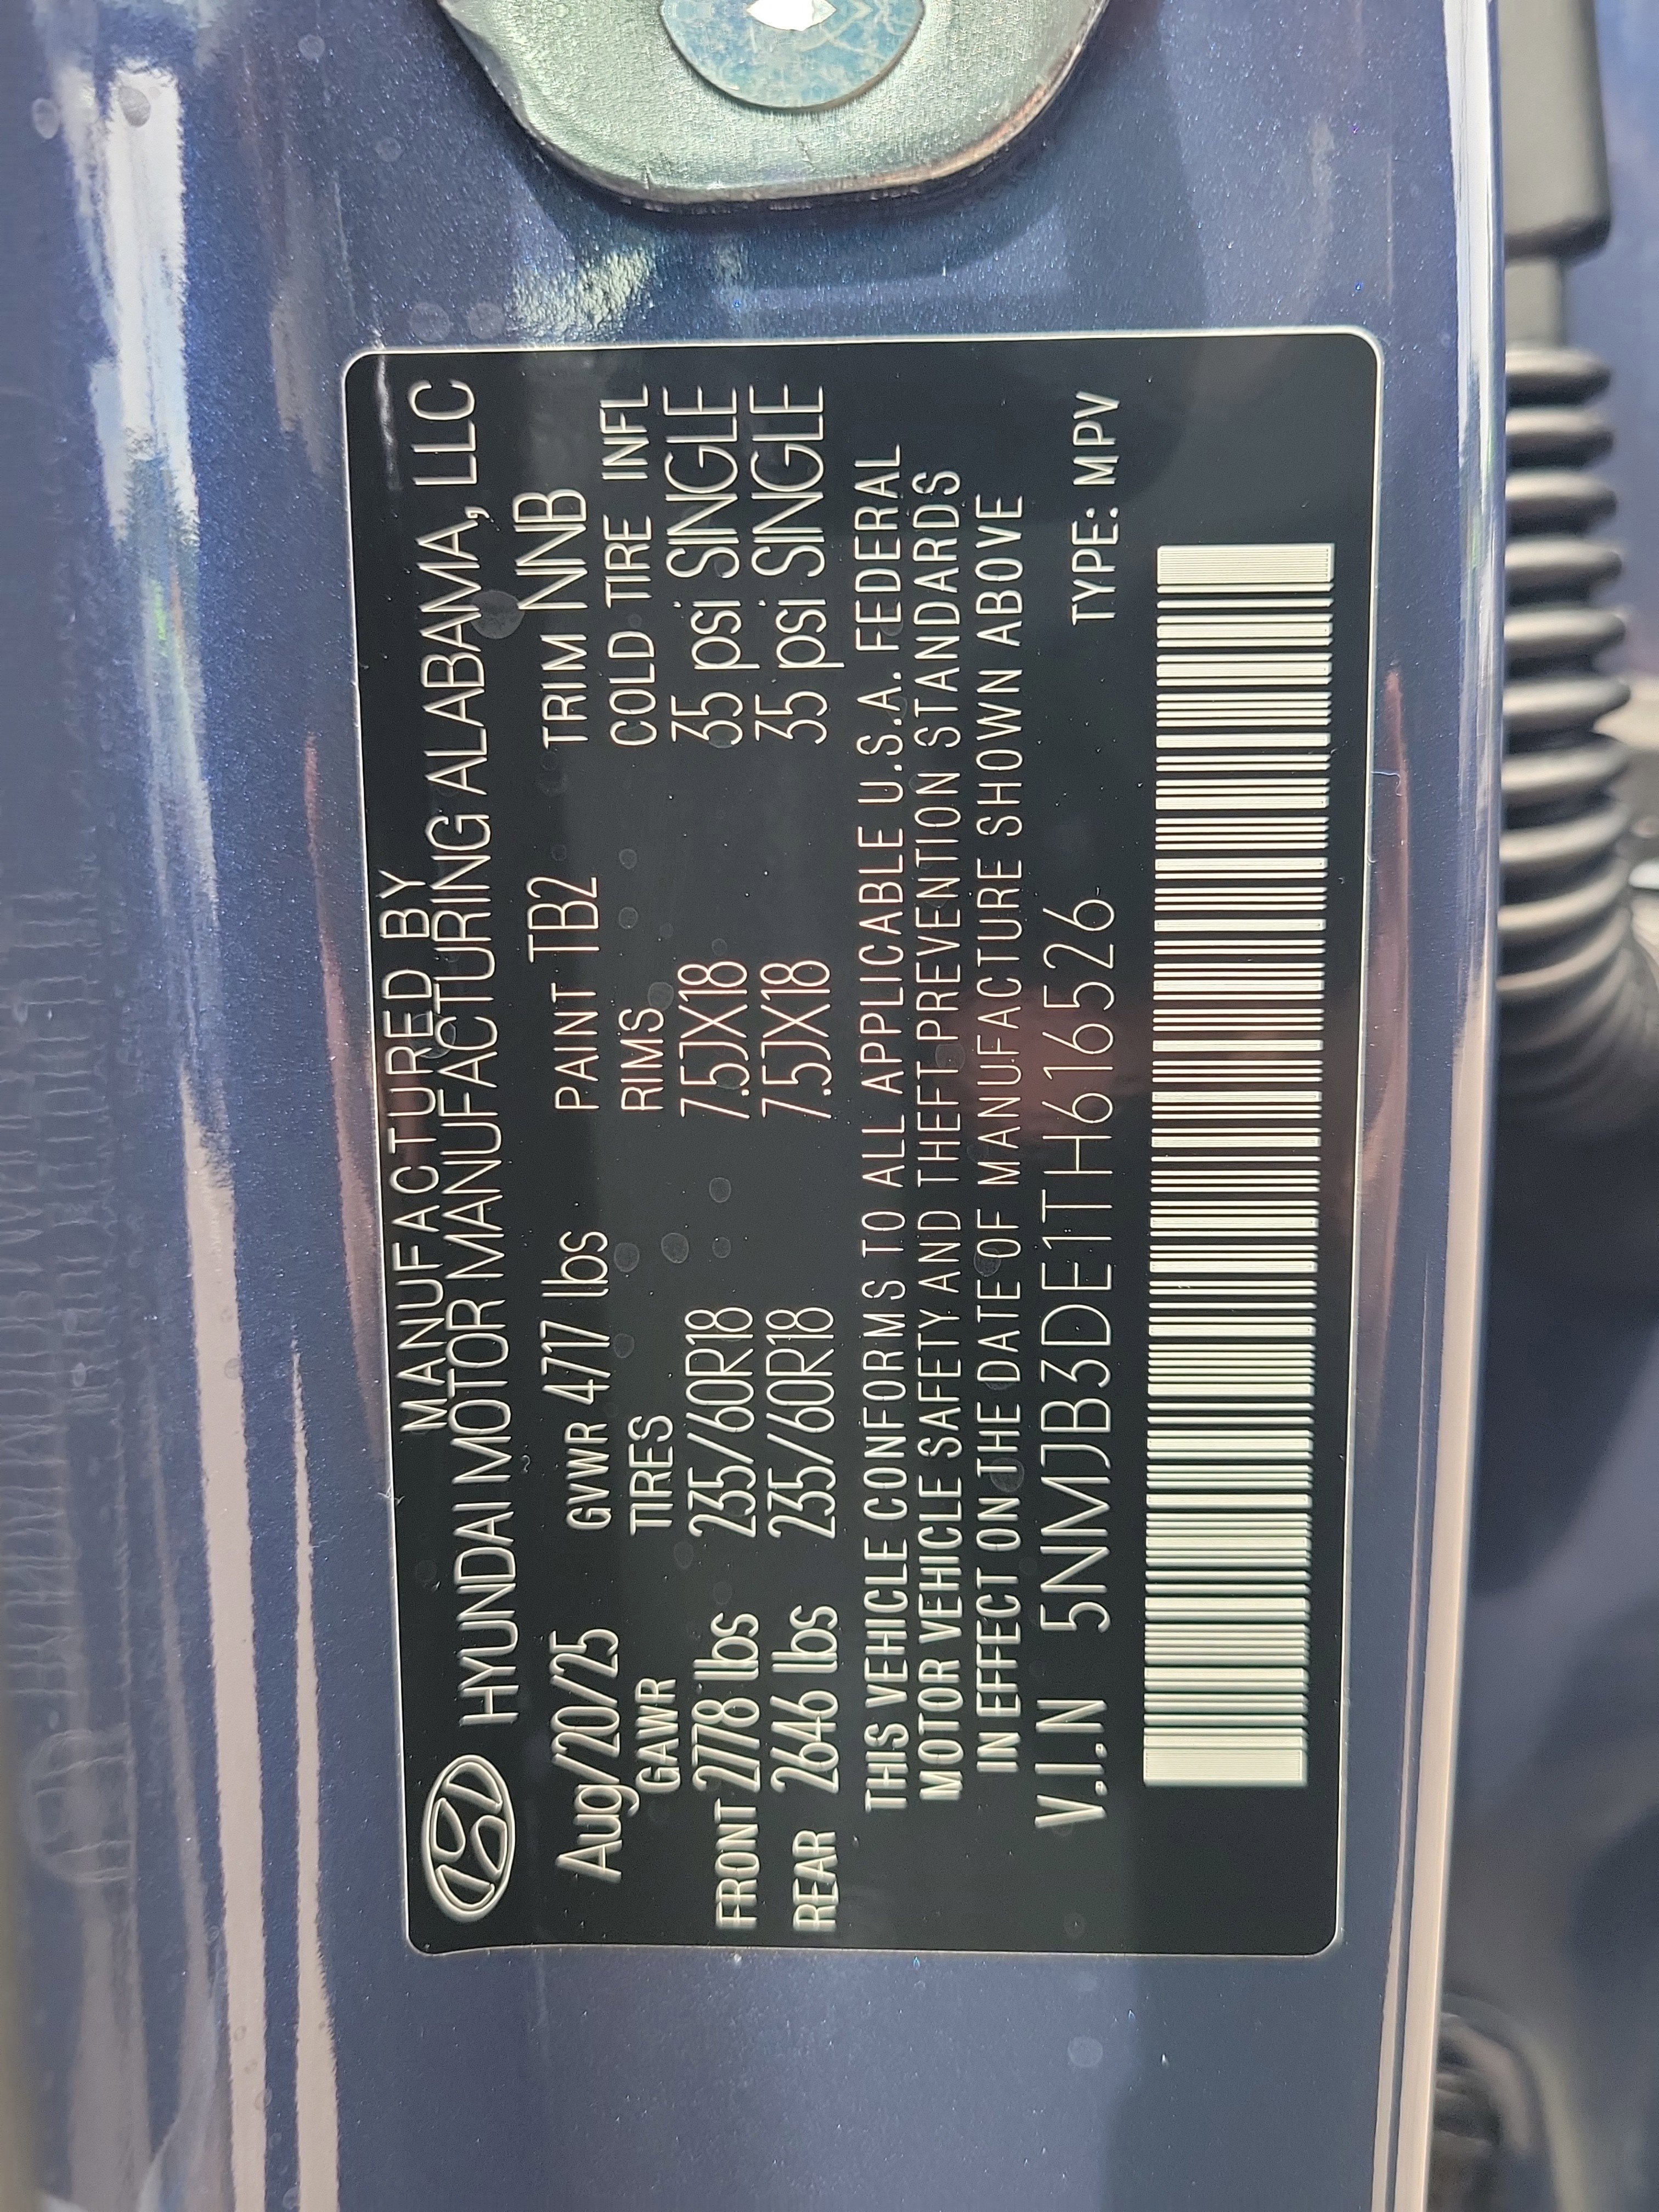 MANUFACTURED BY
HYUNDAI MOTOR MANUFACTURING ALABAMA, LLC
Aug/20/25 GVWR 4717 lbs PAINT TB2 TRIM NNB
GAWR TIRES RIMS COLD TIRE INFL
FRONT 2778 lbs 235/60R18 7.5JX18 35 psi SINGLE
REAR 2646 lbs 235/60R18 7.5JX18 35 psi SINGLE
THIS VEHICLE CONFORMS TO ALL APPLICABLE U.S.A. FEDERAL
MOTOR VEHICLE SAFETY AND THEFT PREVENTION STANDARDS
IN EFFECT ON THE DATE OF MANUFACTURE SHOWN ABOVE
V.I.N 5NMJB3DE1TH616526 TYPE: MPV